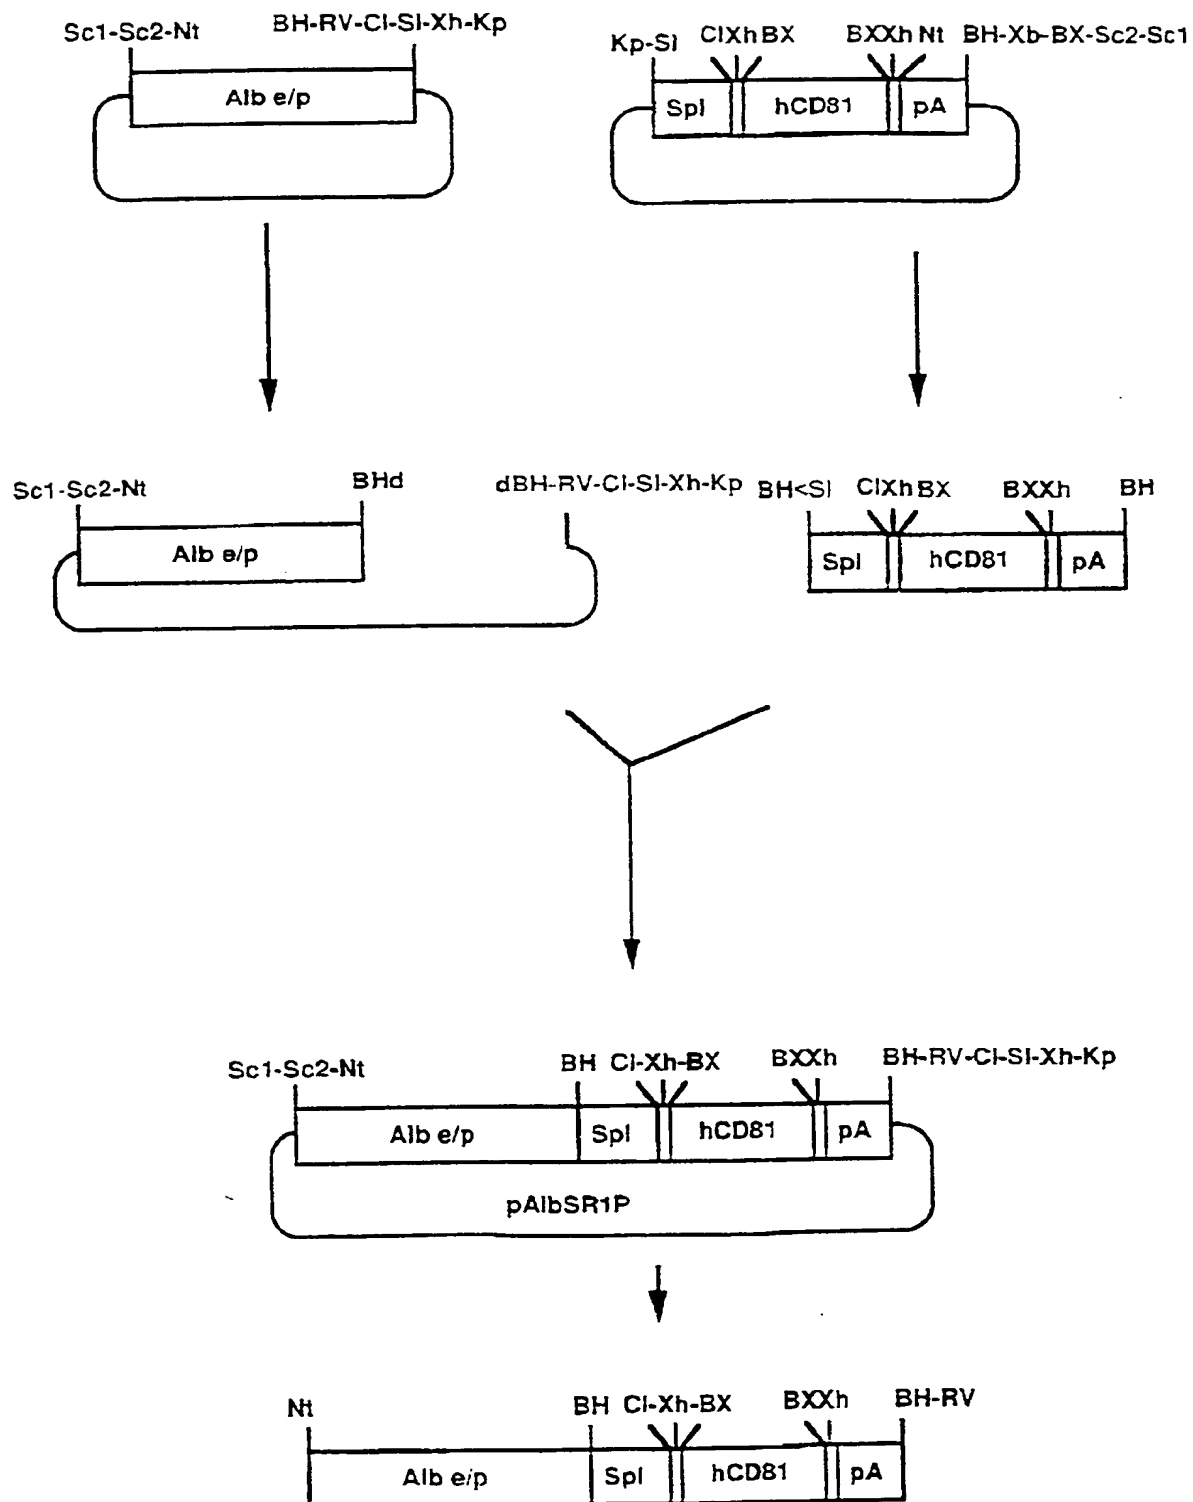 Sc1-Sc2-Nt
BH-RV-Cl-Sl-Xh-Kp
Alb e/p
Kp-Sl
ClXh BX
BXXh Nt
BH-Xb-BX-Sc2-Sc1
Spl
hCD81
pA
Sc1-Sc2-Nt
BHd
dBH-RV-Cl-Sl-Xh-Kp
Alb e/p
BH<Sl
ClXh BX
BXXh
BH
Spl
hCD81
pA
Sc1-Sc2-Nt
BH
Cl-Xh-BX
BXXh
BH-RV-Cl-Sl-Xh-Kp
Alb e/p
Spl
hCD81
pA
pAlbSR1P
Nt
BH
Cl-Xh-BX
BXXh
BH-RV
Alb e/p
Spl
hCD81
pA